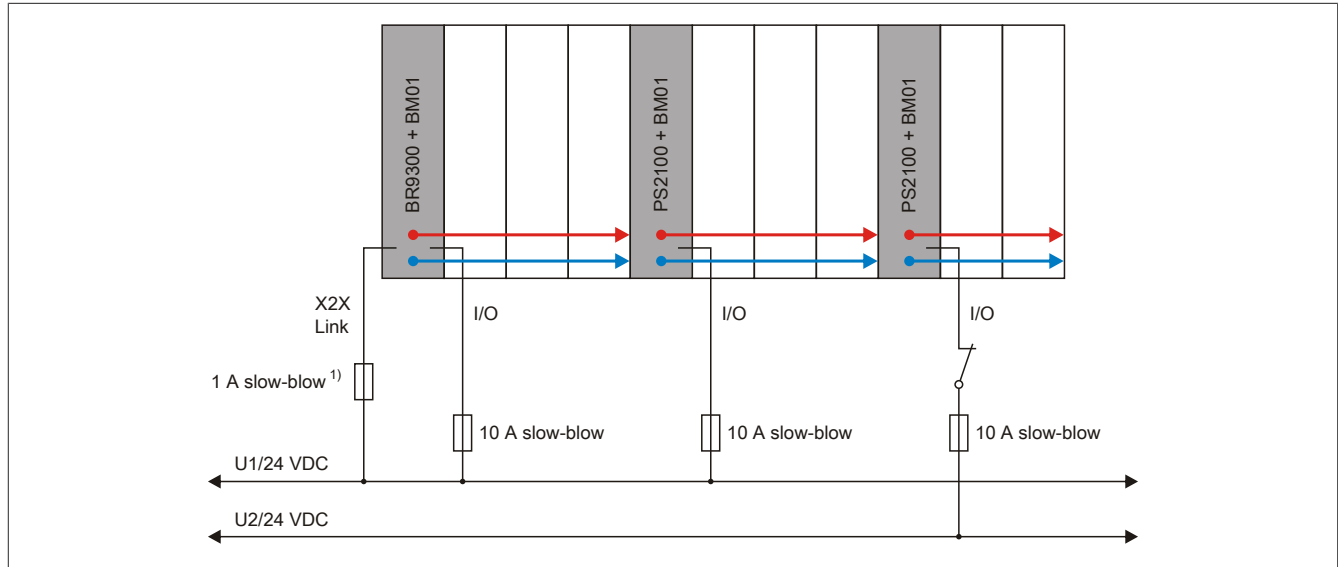 BR9300 + BM01
PS2100 + BM01
PS2100 + BM01
X2X
Link
I/O
I/O
I/O
1 A slow-blow 1)
10 A slow-blow
10 A slow-blow
10 A slow-blow
U1/24 VDC
U2/24 VDC